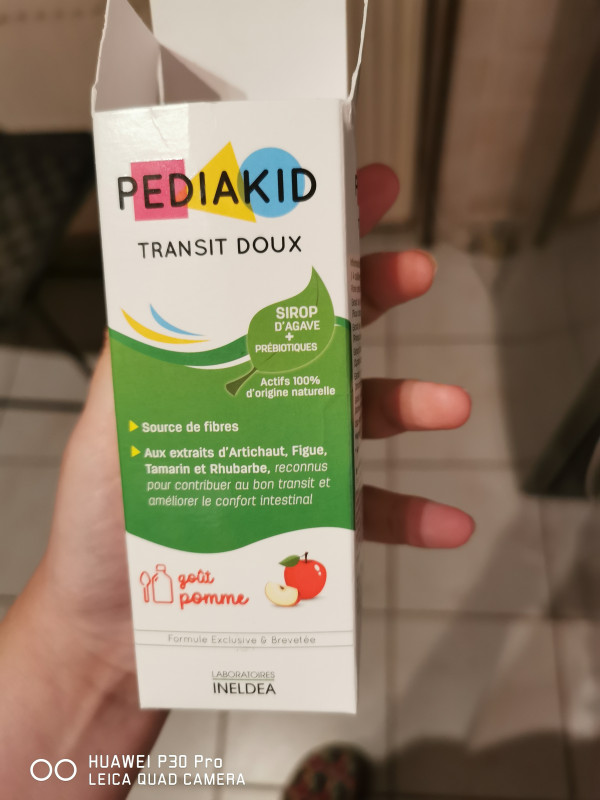 PEDIAKID
TRANSIT DOUX
SIROP
D'AGAVE
+
PRÉBIOTIQUES
Actifs 100%
d'origine naturelle
Source de fibres
Aux extraits d'Artichaut, Figue,
Tamarin et Rhubarbe, reconnus
pour contribuer au bon transit et
améliorer le confort intestinal
goût
pomme
Formule Exclusive & Brevetée
LABORATOIRES
INELDEA
HUAWEI P30 Pro
LEICA QUAD CAMERA